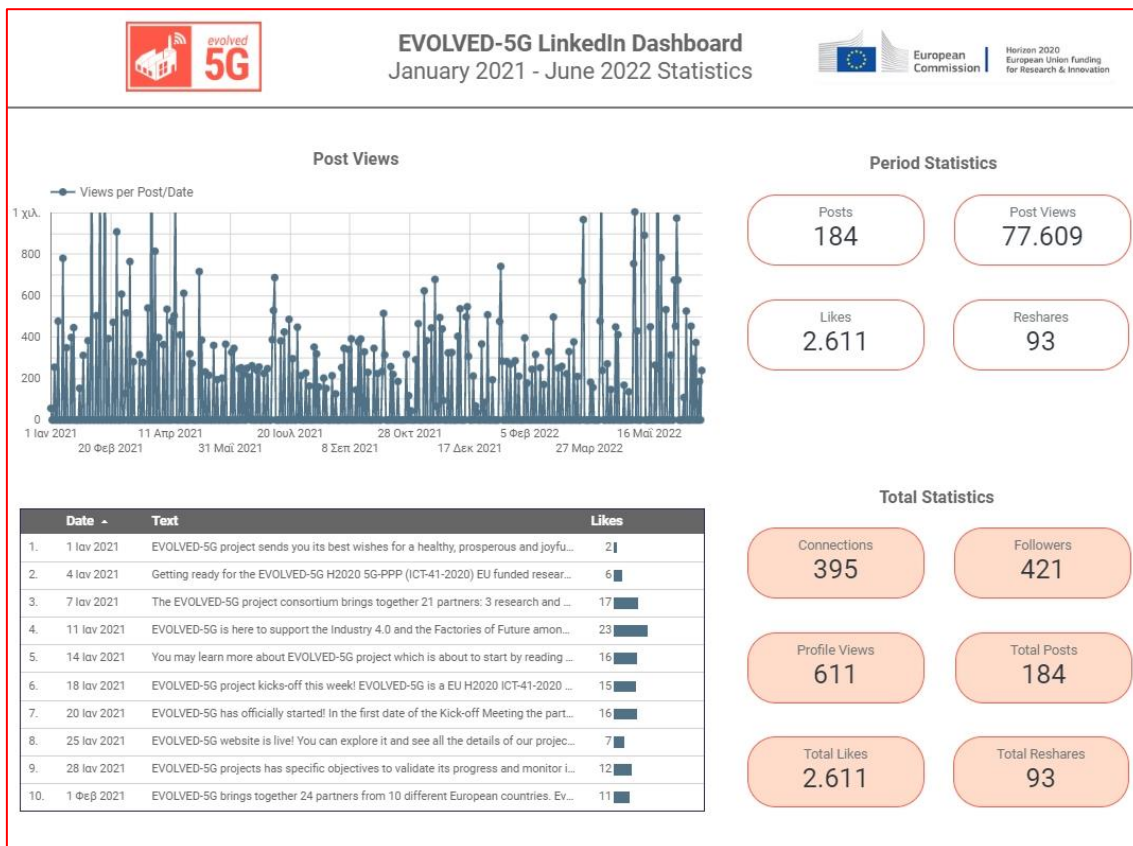 evolved
5G
EVOLVED-5G LinkedIn Dashboard
January 2021 - June 2022 Statistics
European
Commission
Horizon 2020
European Union funding
for Research & Innovation
Post Views
Views per Post/Date
1 χιλ.
800
600
400
200
0
1 Ιαν 2021
11 Απρ 2021
20 Ιουλ 2021
28 Οκτ 2021
5 Φεβ 2022
16 Μαΐ 2022
20 Φεβ 2021
31 Μαΐ 2021
8 Σεπ 2021
17 Δεκ 2021
27 Μαρ 2022
Period Statistics
Posts
184
Post Views
77.609
Likes
2.611
Reshares
93
Date Text Likes
1. 1 Ιαν 2021 EVOLVED-5G project sends you its best wishes for a healthy, prosperous and joyfu... 2
2. 4 Ιαν 2021 Getting ready for the EVOLVED-5G H2020 5G-PPP (ICT-41-2020) EU funded resear... 6
3. 7 Ιαν 2021 The EVOLVED-5G project consortium brings together 21 partners: 3 research and ... 17
4. 11 Ιαν 2021 EVOLVED-5G is here to support the Industry 4.0 and the Factories of Future amon... 23
5. 14 Ιαν 2021 You may learn more about EVOLVED-5G project which is about to start by reading ... 16
6. 18 Ιαν 2021 EVOLVED-5G project kicks-off this week! EVOLVED-5G is a EU H2020 ICT-41-2020 ... 15
7. 20 Ιαν 2021 EVOLVED-5G has officially started! In the first date of the Kick-off Meeting the part... 16
8. 25 Ιαν 2021 EVOLVED-5G website is live! You can explore it and see all the details of our projec... 7
9. 28 Ιαν 2021 EVOLVED-5G projects has specific objectives to validate its progress and monitor i... 12
10. 1 Φεβ 2021 EVOLVED-5G brings together 24 partners from 10 different European countries. Ev... 11
Total Statistics
Connections
395
Followers
421
Profile Views
611
Total Posts
184
Total Likes
2.611
Total Reshares
93